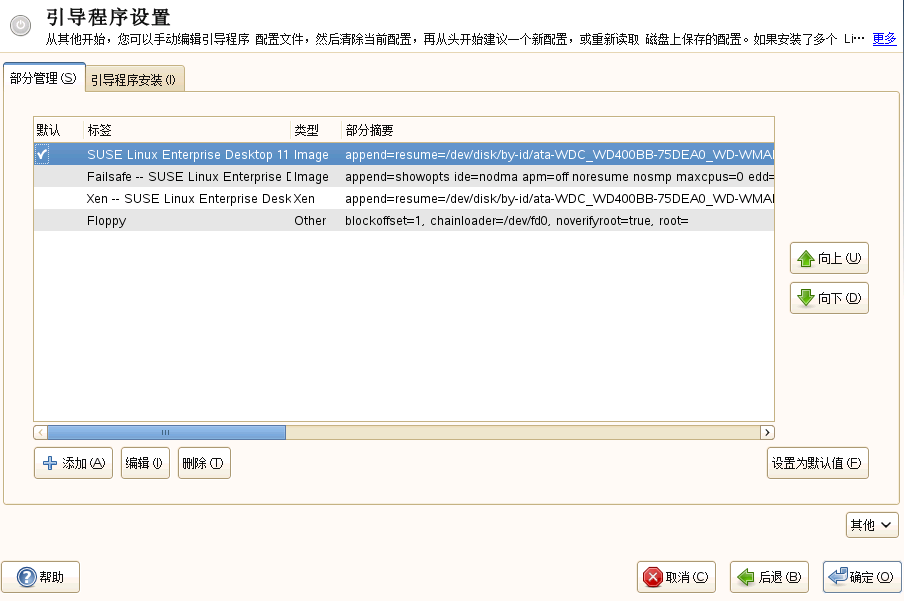 引导程序设置
从其他开始，您可以手动编辑引导程序 配置文件，然后清除当前配置，再从头开始建议一个新配置，或重新读取 磁盘上保存的配置。如果安装了多个 Li… 更多
部分管理(S) 引导程序安装(I)
默认 标签 类型 部分摘要
SUSE Linux Enterprise Desktop 11 Image append=resume=/dev/disk/by-id/ata-WDC_WD400BB-75DEA0_WD-WMA
Failsafe -- SUSE Linux Enterprise D Image append=showopts ide=nodma apm=off noresume nosmp maxcpus=0 edd=
Xen -- SUSE Linux Enterprise Desk Xen append=resume=/dev/disk/by-id/ata-WDC_WD400BB-75DEA0_WD-WMA
Floppy Other blockoffset=1, chainloader=/dev/fd0, noverifyroot=true, root=
向上(U)
向下(D)
添加(A) 编辑(I) 删除(T) 设置为默认值(F)
其他
帮助 取消(C) 后退(B) 确定(O)